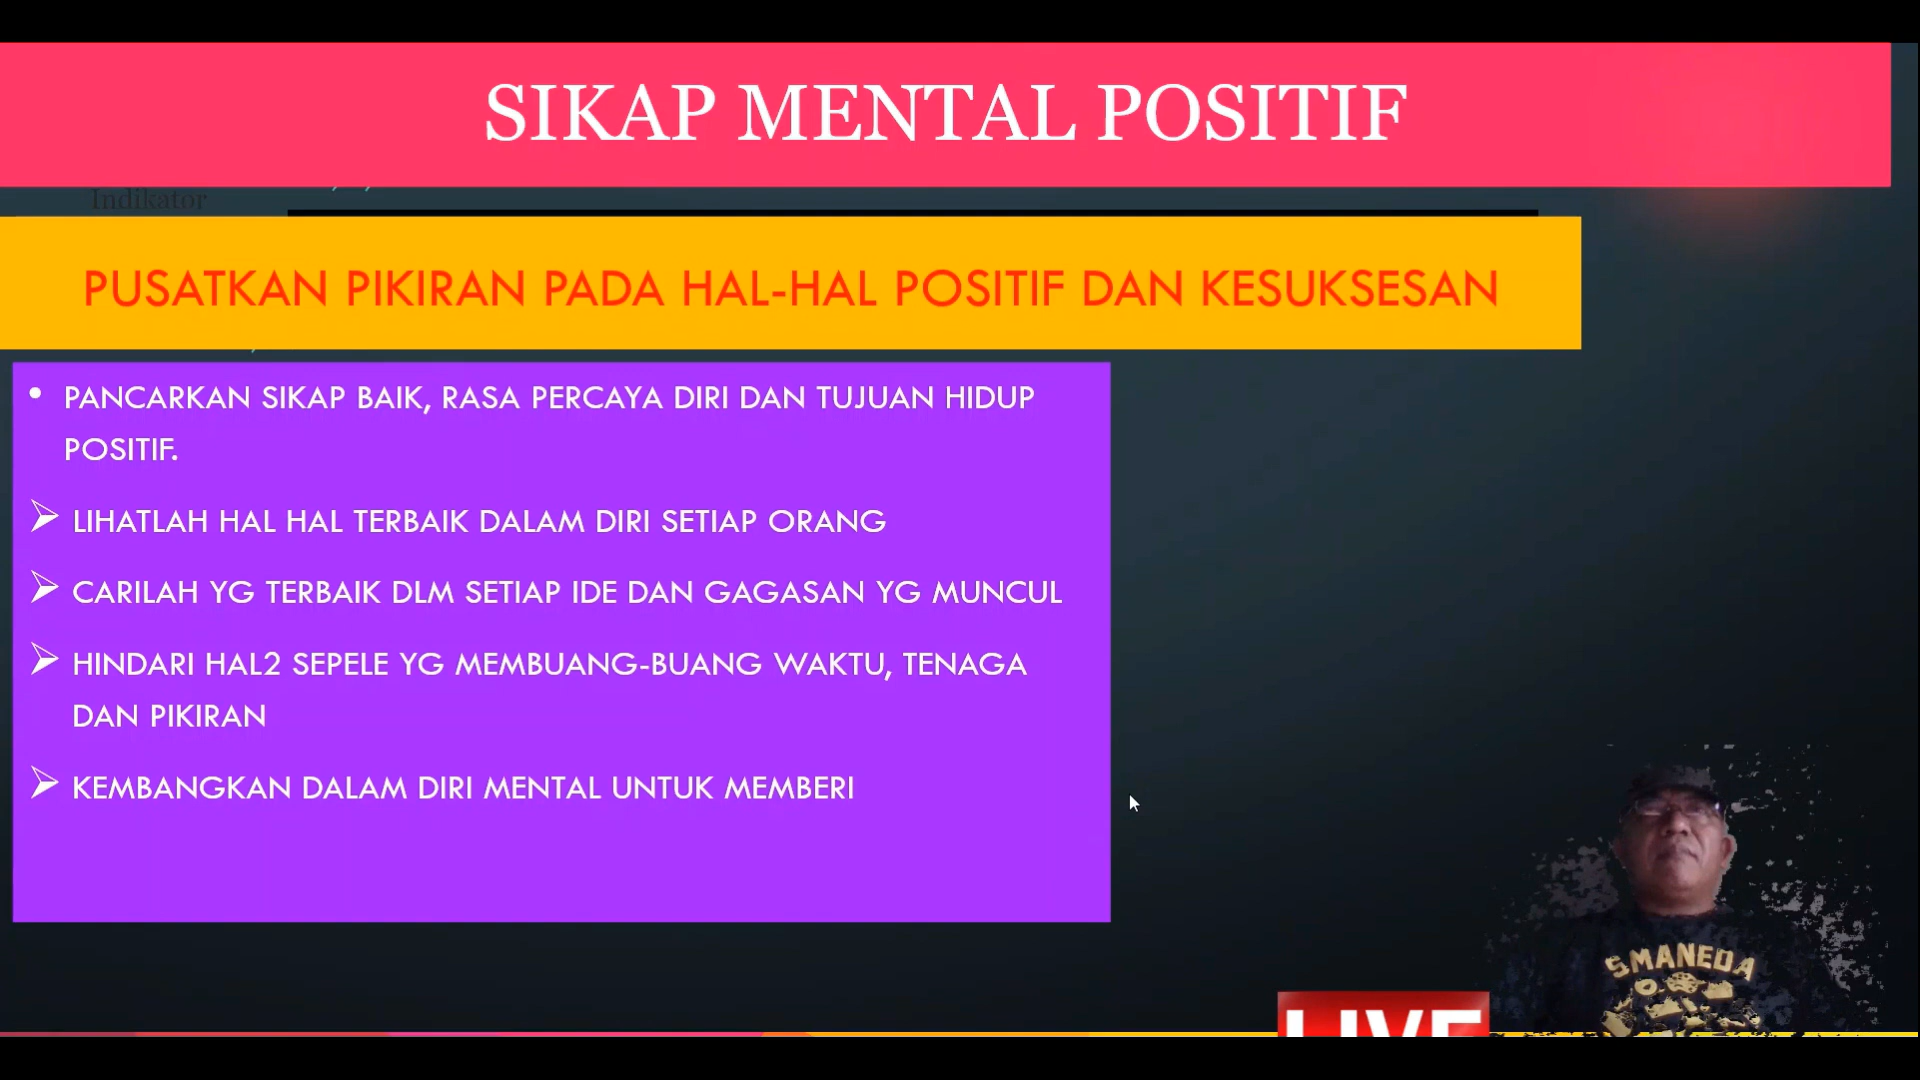 SIKAP MENTAL POSITIF
Indikator
PUSATKAN PIKIRAN PADA HAL-HAL POSITIF DAN KESUKSESAN
• PANCARKAN SIKAP BAIK, RASA PERCAYA DIRI DAN TUJUAN HIDUP
POSITIF.
➢ LIHATLAH HAL HAL TERBAIK DALAM DIRI SETIAP ORANG
➢ CARILAH YG TERBAIK DLM SETIAP IDE DAN GAGASAN YG MUNCUL
➢ HINDARI HAL2 SEPELE YG MEMBUANG-BUANG WAKTU, TENAGA
DAN PIKIRAN
➢ KEMBANGKAN DALAM DIRI MENTAL UNTUK MEMBERI
SMANEDA
LIVE